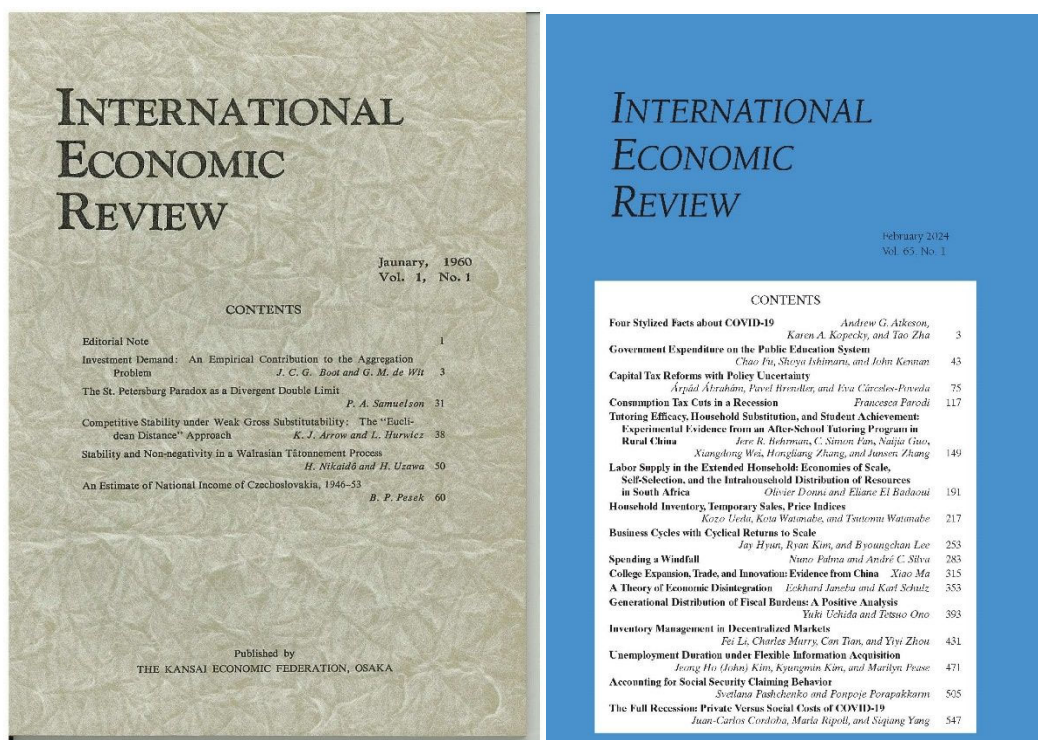 INTERNATIONAL
ECONOMIC
REVIEW
Jaunary, 1960
Vol. 1, No. 1
CONTENTS
Editorial Note 1
Investment Demand: An Empirical Contribution to the Aggregation
Problem J. C. G. Boot and G. M. de Wit 3
The St. Petersburg Paradox as a Divergent Double Limit
P. A. Samuelson 31
Competitive Stability under Weak Gross Substitutability: The "Eucli-
dean Distance" Approach K. J. Arrow and L. Hurwicz 38
Stability and Non-negativity in a Walrasian Tâtonnement Process
H. Nikaidô and H. Uzawa 50
An Estimate of National Income of Czechoslovakia, 1946-53
B. P. Pesek 60
Published by
THE KANSAI ECONOMIC FEDERATION, OSAKA
INTERNATIONAL
ECONOMIC
REVIEW
February 2024
Vol. 65, No. 1
CONTENTS
Four Stylized Facts about COVID-19 Andrew G. Atkeson,
Karen A. Kopecky, and Tao Zha 3
Government Expenditure on the Public Education System
Chao Fu, Shoya Ishimaru, and John Kennan 43
Capital Tax Reforms with Policy Uncertainty
Árpád Ábrahám, Pavel Brendler, and Eva Cárceles-Poveda 75
Consumption Tax Cuts in a Recession Francesca Parodi 117
Tutoring Efficacy, Household Substitution, and Student Achievement:
Experimental Evidence from an After-School Tutoring Program in
Rural China Jere R. Behrman, C. Simon Fan, Naijia Guo,
Xiangdong Wei, Hongliang Zhang, and Junsen Zhang 149
Labor Supply in the Extended Household: Economies of Scale,
Self-Selection, and the Intrahousehold Distribution of Resources
in South Africa Olivier Donni and Eliane El Badaoui 191
Household Inventory, Temporary Sales, Price Indices
Kozo Ueda, Kota Watanabe, and Tsutomu Watanabe 217
Business Cycles with Cyclical Returns to Scale
Jay Hyun, Ryan Kim, and Byoungchan Lee 253
Spending a Windfall Nuno Palma and André C. Silva 283
College Expansion, Trade, and Innovation: Evidence from China Xiao Ma 315
A Theory of Economic Disintegration Eckhard Janeba and Karl Schulz 353
Generational Distribution of Fiscal Burdens: A Positive Analysis
Yuki Uchida and Tetsuo Ono 393
Inventory Management in Decentralized Markets
Fei Li, Charles Murry, Can Tian, and Yiyi Zhou 431
Unemployment Duration under Flexible Information Acquisition
Jeong Ho (John) Kim, Kyungmin Kim, and Marilyn Pease 471
Accounting for Social Security Claiming Behavior
Svetlana Pashchenko and Ponpoje Porapakkarm 505
The Full Recession: Private Versus Social Costs of COVID-19
Juan-Carlos Cordoba, María Ripoll, and Siqiang Yang 547